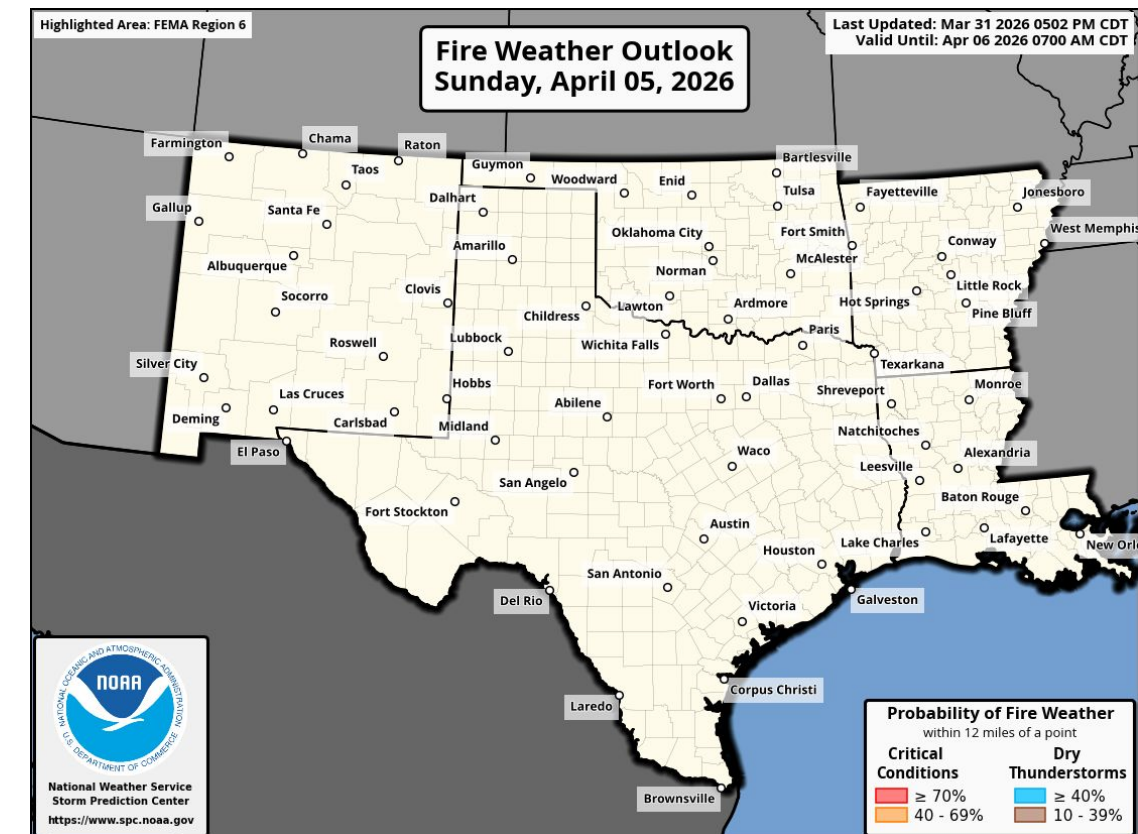 Highlighted Area: FEMA Region 6
Last Updated: Mar 31 2026 0502 PM CDT
Valid Until: Apr 06 2026 0700 AM CDT
Fire Weather Outlook
Sunday, April 05, 2026
Farmington
Chama
Raton
Taos
Guymon
Woodward
Enid
Bartlesville
Tulsa
Fayetteville
Jonesboro
Gallup
Santa Fe
Dalhart
Oklahoma City
Fort Smith
West Memphis
Albuquerque
Amarillo
Norman
McAlester
Conway
Socorro
Clovis
Childress
Lawton
Ardmore
Hot Springs
Little Rock
Pine Bluff
Roswell
Lubbock
Wichita Falls
Paris
Texarkana
Silver City
Las Cruces
Hobbs
Abilene
Fort Worth
Dallas
Shreveport
Monroe
Deming
Carlsbad
Midland
Natchitoches
El Paso
San Angelo
Waco
Leesville
Alexandria
Fort Stockton
Austin
Baton Rouge
Houston
Lake Charles
Lafayette
New Orl
Del Rio
San Antonio
Galveston
Victoria
Laredo
Corpus Christi
Brownsville
NATIONAL OCEANIC AND ATMOSPHERIC ADMINISTRATION
NOAA
U.S. DEPARTMENT OF COMMERCE
National Weather Service
Storm Prediction Center
https://www.spc.noaa.gov
Probability of Fire Weather
within 12 miles of a point
Critical Conditions
≥ 70%
40 - 69%
Dry Thunderstorms
≥ 40%
10 - 39%